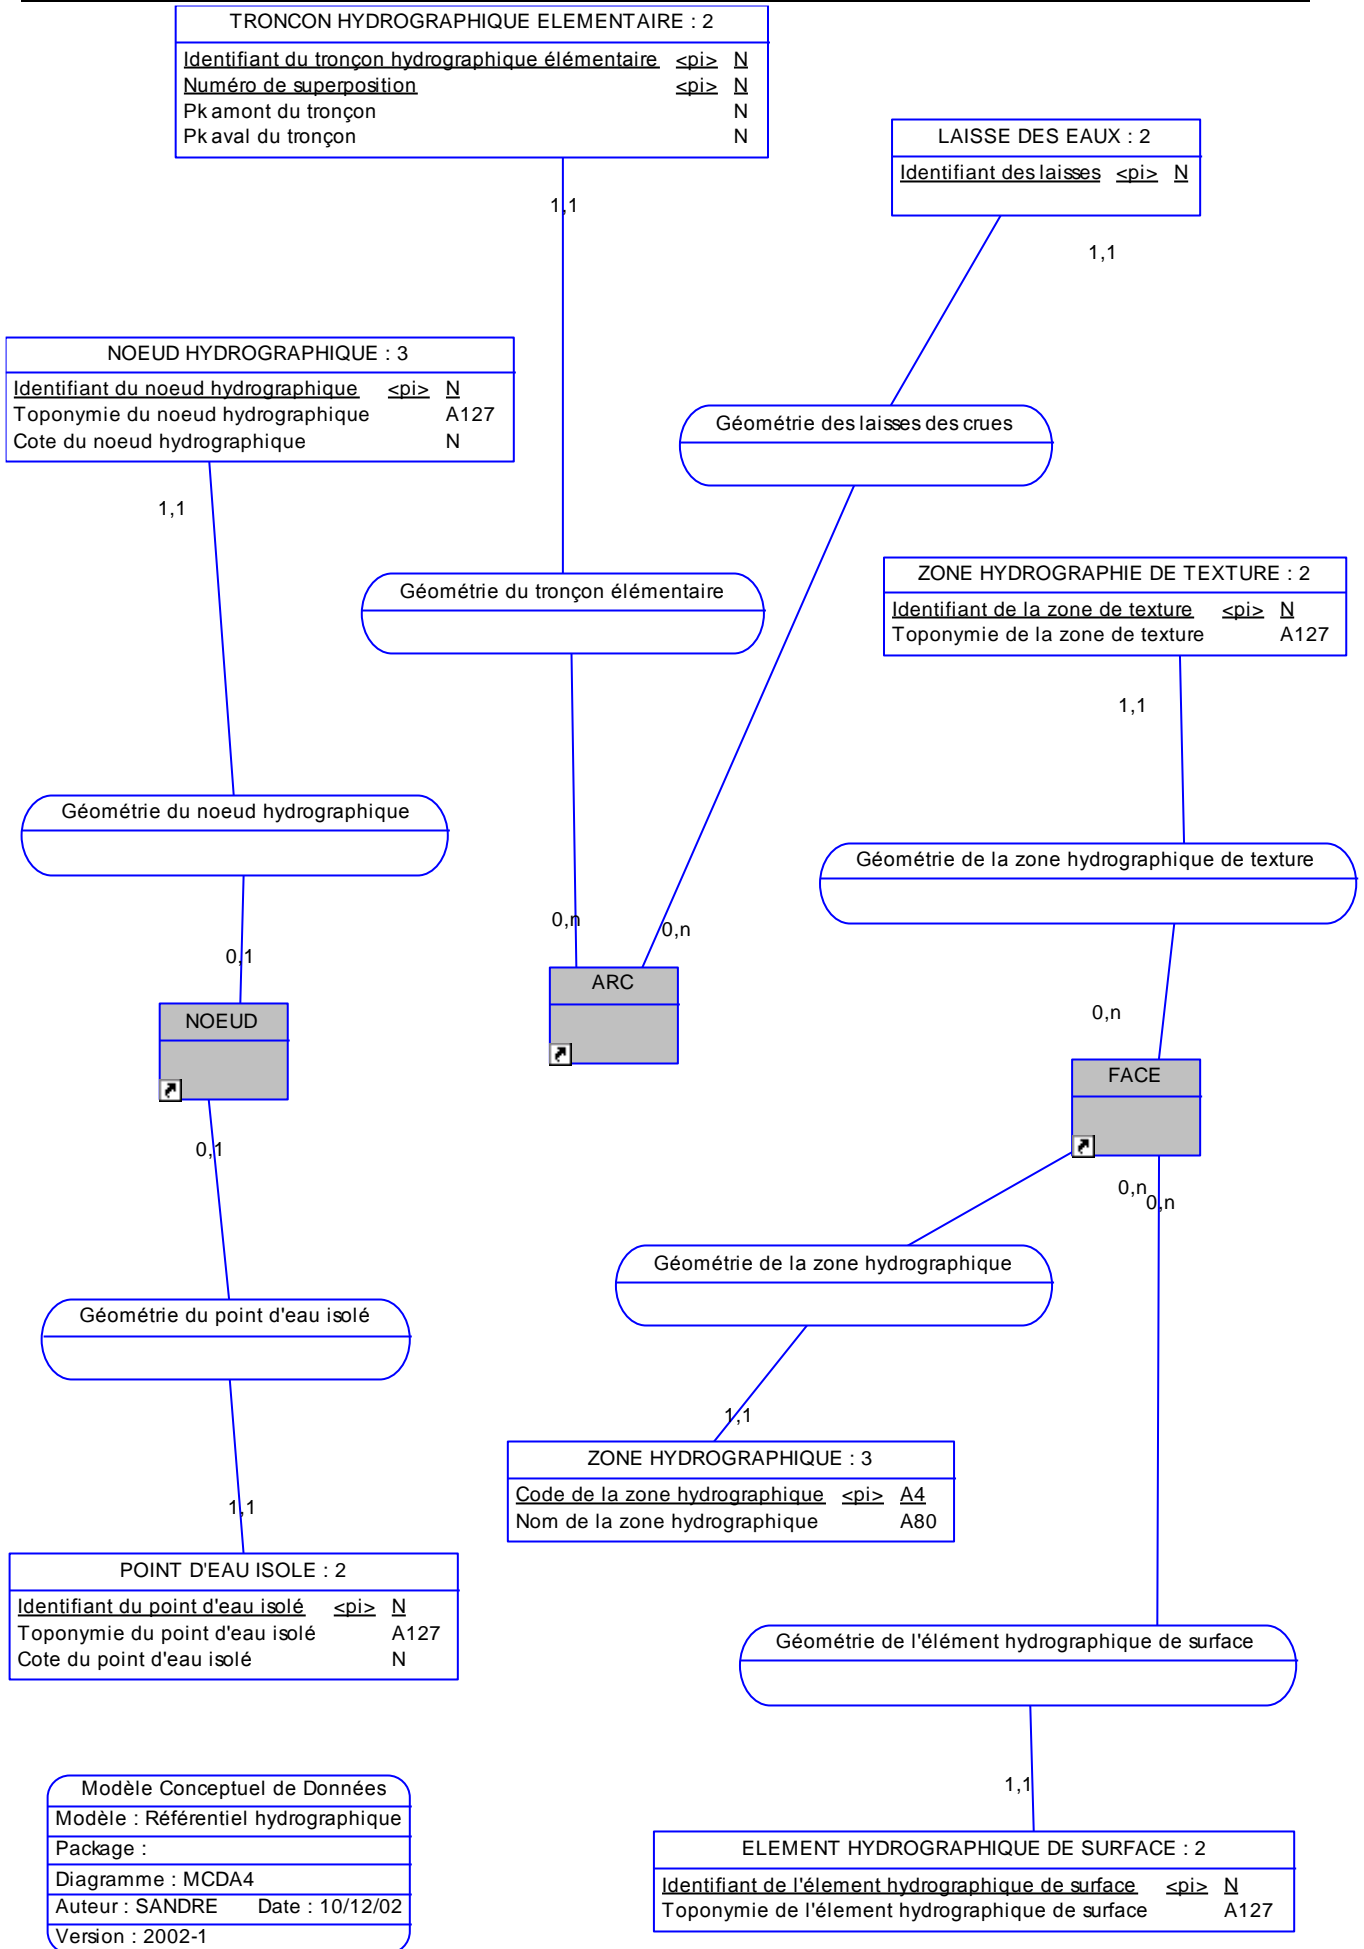 TRONCON HYDROGRAPHIQUE ELEMENTAIRE : 2
Identifiant du tronçon hydrographique élémentaire <pi> N
Numéro de superposition <pi> N
Pk amont du tronçon N
Pk aval du tronçon N
1,1
LAISSE DES EAUX : 2
Identifiant des laisses <pi> N
1,1
NOEUD HYDROGRAPHIQUE : 3
Identifiant du noeud hydrographique <pi> N
Toponymie du noeud hydrographique A127
Cote du noeud hydrographique N
1,1
Géométrie des laisses des crues
Géométrie du tronçon élémentaire
ZONE HYDROGRAPHIE DE TEXTURE : 2
Identifiant de la zone de texture <pi> N
Toponymie de la zone de texture A127
1,1
Géométrie du noeud hydrographique
Géométrie de la zone hydrographique de texture
0,n
0,n
0,1
ARC
NOEUD
0,n
FACE
0,1
0,n
0,n
Géométrie de la zone hydrographique
Géométrie du point d'eau isolé
1,1
ZONE HYDROGRAPHIQUE : 3
Code de la zone hydrographique <pi> A4
Nom de la zone hydrographique A80
1,1
POINT D'EAU ISOLE : 2
Identifiant du point d'eau isolé <pi> N
Toponymie du point d'eau isolé A127
Cote du point d'eau isolé N
Géométrie de l'élément hydrographique de surface
1,1
Modèle Conceptuel de Données
Modèle : Référentiel hydrographique
Package :
Diagramme : MCDA4
Auteur : SANDRE Date : 10/12/02
Version : 2002-1
ELEMENT HYDROGRAPHIQUE DE SURFACE : 2
Identifiant de l'élement hydrographique de surface <pi> N
Toponymie de l'élement hydrographique de surface A127